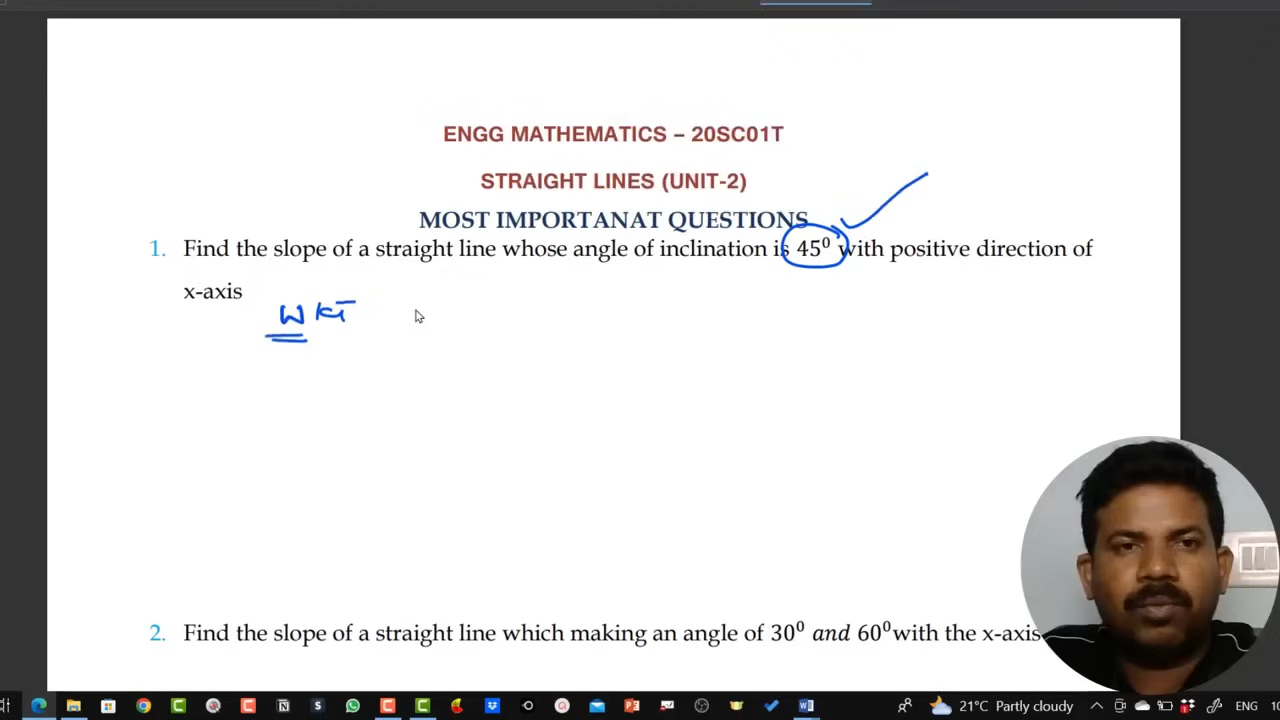 ENGG MATHEMATICS – 20SC01T
STRAIGHT LINES (UNIT-2)
MOST IMPORTANAT QUESTIONS
1. Find the slope of a straight line whose angle of inclination is 45⁰ with positive direction of
x-axis
WKT
2. Find the slope of a straight line which making an angle of 30⁰ and 60⁰with the x-axis
21°C Partly cloudy
ENG